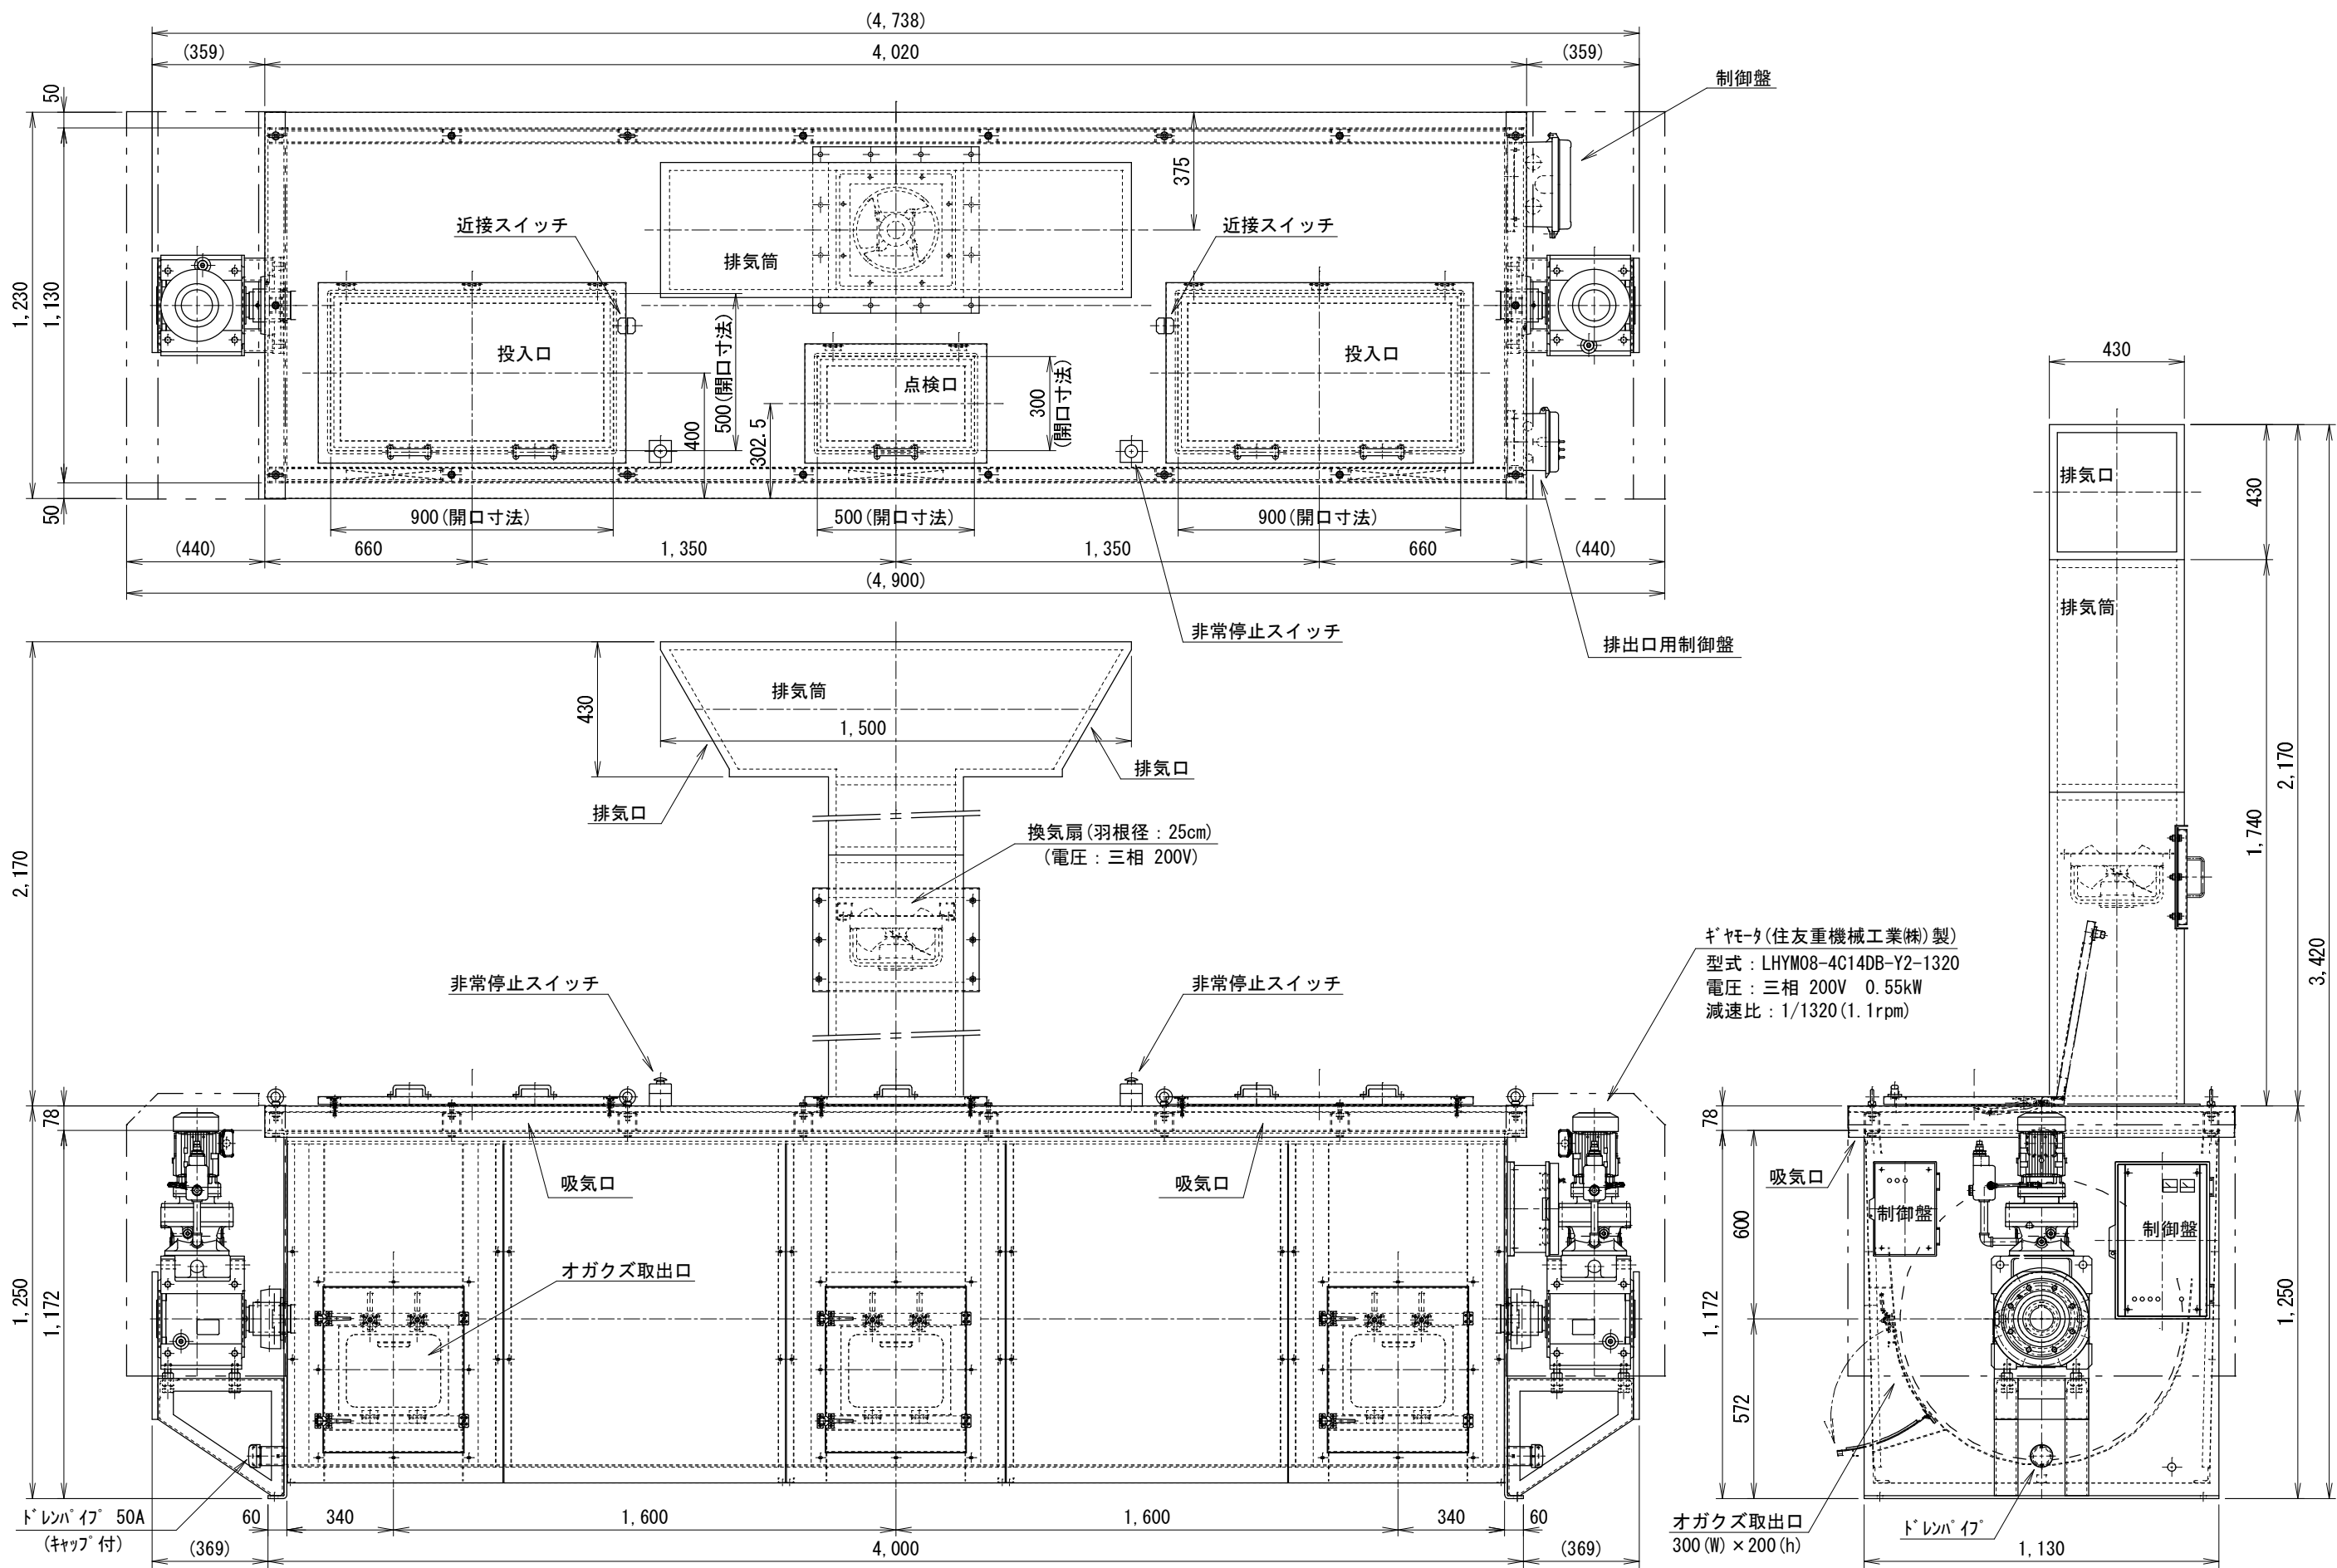 (4,738)
(359)
4,020
(359)
制御盤
50
1,230
1,130
50
375
近接スイッチ
近接スイッチ
排気筒
投入口
投入口
点検口
500(開口寸法)
300
(開口寸法)
400
302.5
900(開口寸法)
500(開口寸法)
900(開口寸法)
(440)
660
1,350
1,350
660
(440)
(4,900)
非常停止スイッチ
排出口用制御盤
430
排気口
430
排気筒
1,740
2,170
3,420
排気筒
430
1,500
排気口
排気口
2,170
換気扇(羽根径：25cm)
(電圧：三相 200V)
非常停止スイッチ
非常停止スイッチ
ｷﾞﾔﾓｰﾀ(住友重機械工業㈱)製)
型式：LHYM08-4C14DB-Y2-1320
電圧：三相 200V 0.55kW
減速比：1/1320(1.1rpm)
78
1,250
1,172
吸気口
吸気口
オガクズ取出口
78
吸気口
制御盤
制御盤
600
1,172
572
1,250
ﾄﾞﾚﾝﾊﾟｲﾌﾟ 50A
(ｷｬｯﾌﾟ付)
60
340
1,600
1,600
340
60
(369)
4,000
(369)
オガクズ取出口
300(W)×200(h)
ﾄﾞﾚﾝﾊﾟｲﾌﾟ
1,130